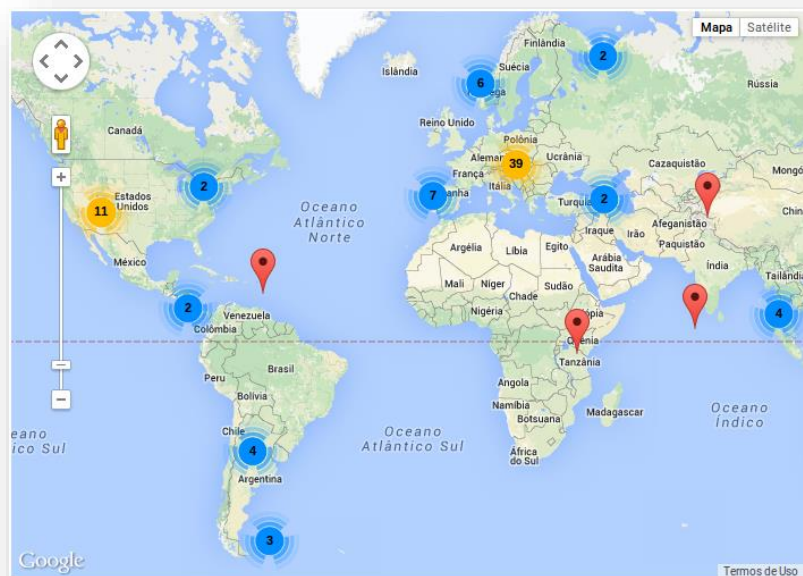 Mapa
Satélite
Finlândia
2
Islândia
Suécia
6
Rússia
Canadá
Reino Unido
Polônia
39
Ucrânia
França
Cazaquistão
2
Itália
7
Turquia
2
11
Estados
Unidos
Oceano
Atlântico
Norte
Iraque
Irão
Afeganistão
Paquistão
Argélia
Líbia
Egito
Arábia
Saudita
México
Índia
Mali
Níger
Sudão
Chade
Tailândia
2
Venezuela
Nigéria
4
Colômbia
Tanzânia
Peru
Brasil
Angola
Bolívia
Namíbia
Botsuana
Madagascar
Oceano
Índico
Chile
Oceano
Atlântico Sul
África
do Sul
4
Argentina
3
Google
Termos de Uso